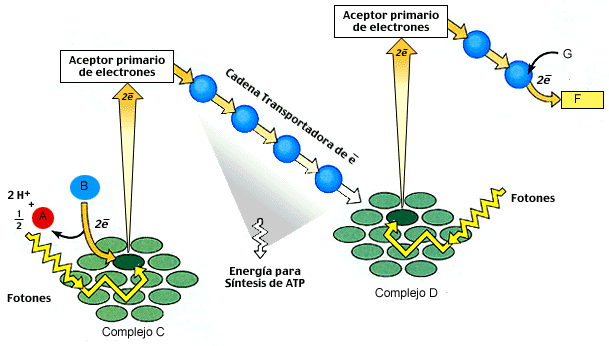 Aceptor primario
de electrones
2e̅
Cadena Transportadora de e̅
2 H+
+
1/2
A
B
2e̅
Fotones
Complejo C
Energía para
Síntesis de ATP
Aceptor primario
de electrones
2e̅
G
2e̅
F
Fotones
Complejo D